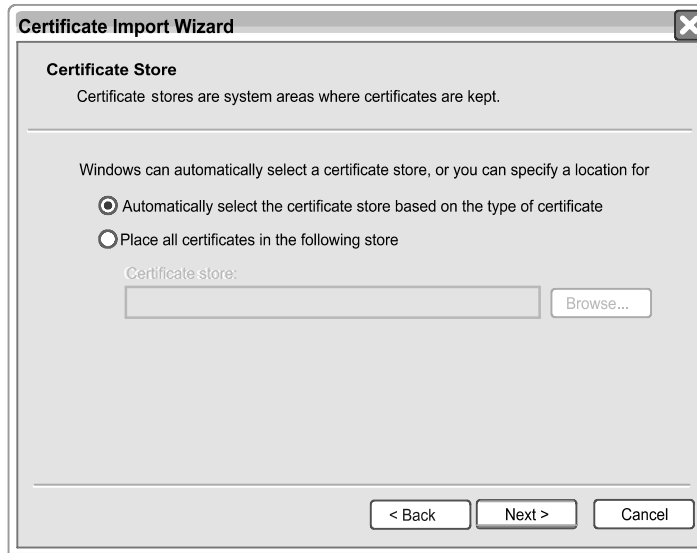 Certificate Import Wizard
Certificate Store
Certificate stores are system areas where certificates are kept.
Windows can automatically select a certificate store, or you can specify a location for
Automatically select the certificate store based on the type of certificate
Place all certificates in the following store
Certificate store:
Browse...
< Back Next > Cancel